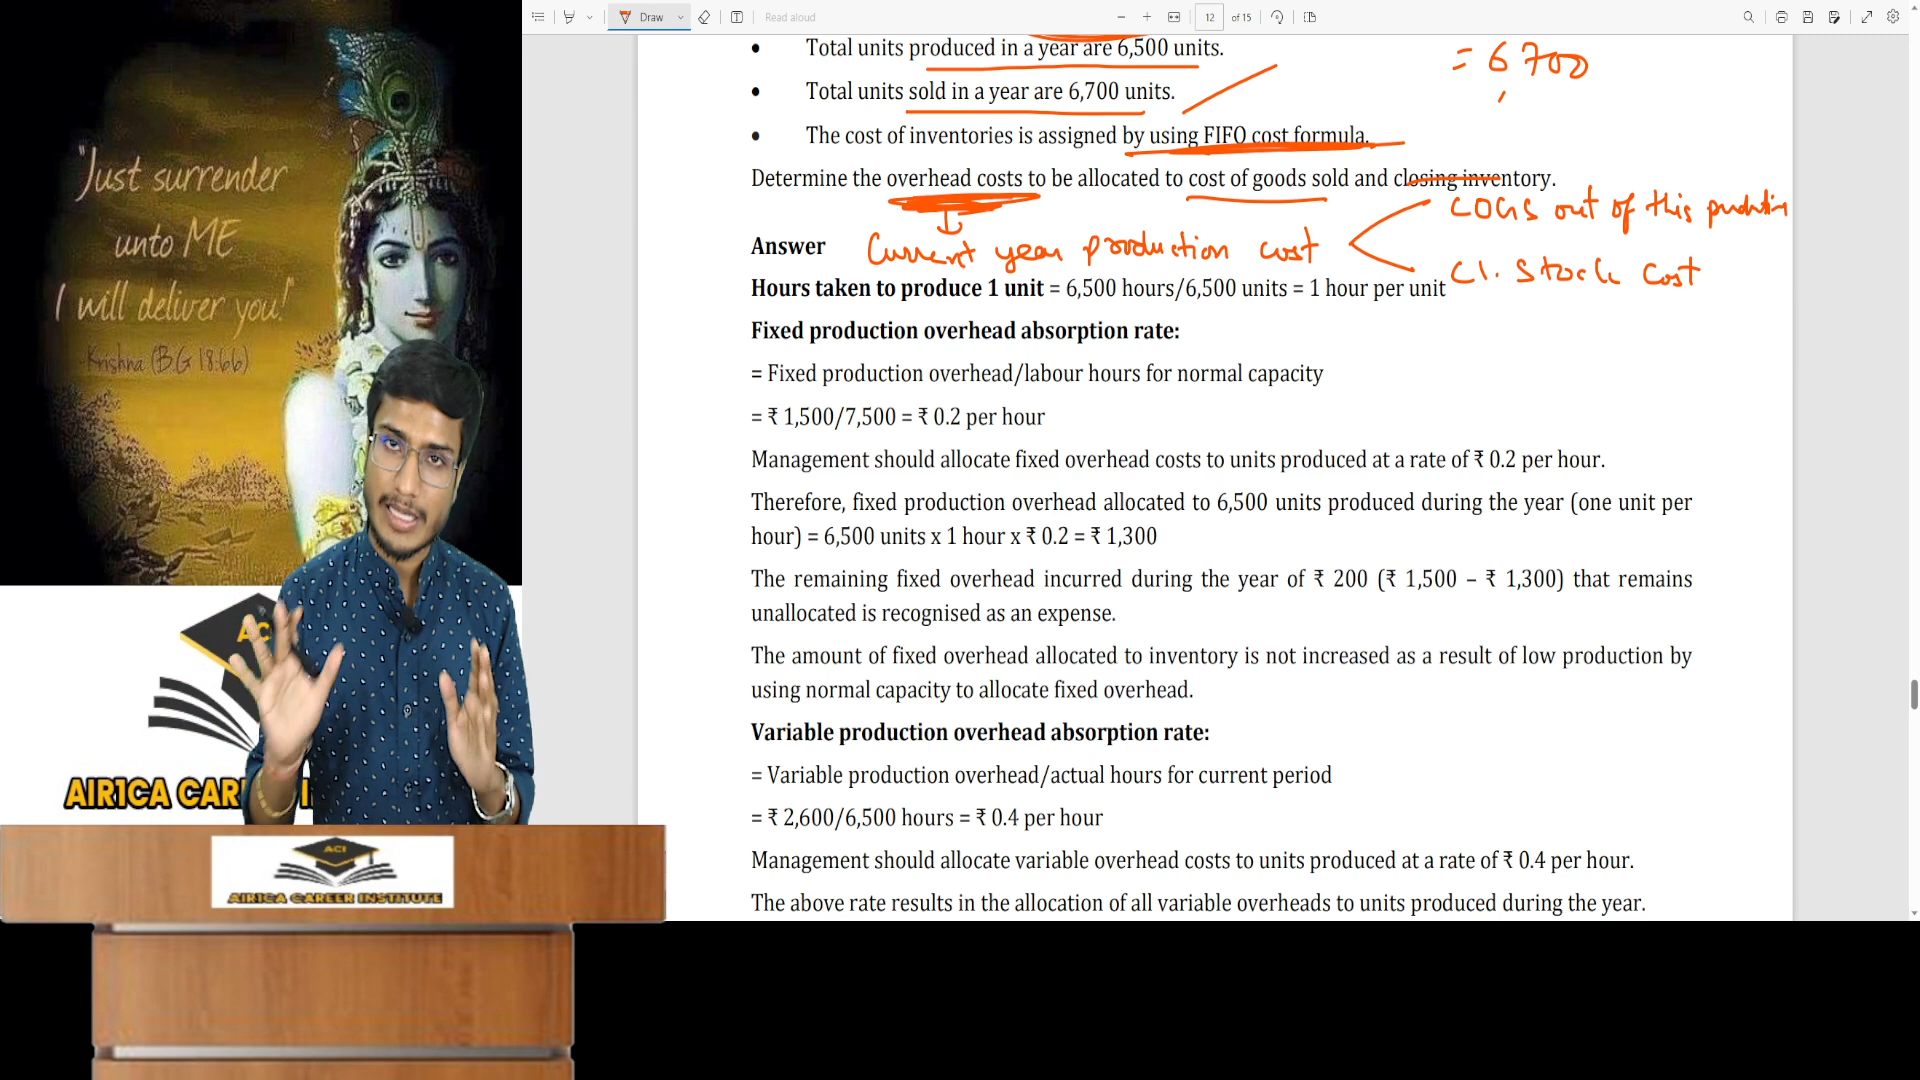 "Just surrender
unto ME
I will deliver you!"
- Krishna (B.G 18:66)
AIR1CA CAR
ACI
AIR1CA CAREER INSTITUTE
Draw
Read aloud
12 of 15
• Total units produced in a year are 6,500 units.
= 6700
• Total units sold in a year are 6,700 units.
• The cost of inventories is assigned by using FIFO cost formula.
Determine the overhead costs to be allocated to cost of goods sold and closing inventory.
COGS out of this production
Answer
Current year production cost
Cl. Stock Cost
Hours taken to produce 1 unit = 6,500 hours/6,500 units = 1 hour per unit
Fixed production overhead absorption rate:
= Fixed production overhead/labour hours for normal capacity
= ₹ 1,500/7,500 = ₹ 0.2 per hour
Management should allocate fixed overhead costs to units produced at a rate of ₹ 0.2 per hour.
Therefore, fixed production overhead allocated to 6,500 units produced during the year (one unit per
hour) = 6,500 units x 1 hour x ₹ 0.2 = ₹ 1,300
The remaining fixed overhead incurred during the year of ₹ 200 (₹ 1,500 – ₹ 1,300) that remains
unallocated is recognised as an expense.
The amount of fixed overhead allocated to inventory is not increased as a result of low production by
using normal capacity to allocate fixed overhead.
Variable production overhead absorption rate:
= Variable production overhead/actual hours for current period
= ₹ 2,600/6,500 hours = ₹ 0.4 per hour
Management should allocate variable overhead costs to units produced at a rate of ₹ 0.4 per hour.
The above rate results in the allocation of all variable overheads to units produced during the year.